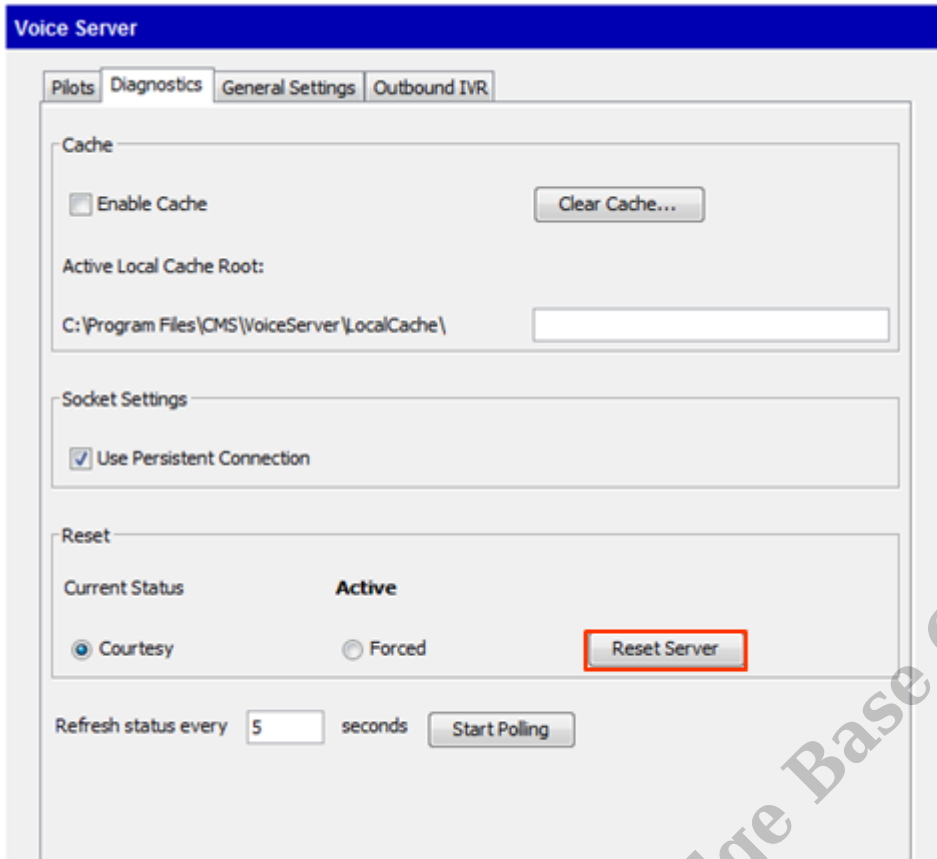 Voice Server
Pilots Diagnostics General Settings Outbound IVR
Cache
Enable Cache Clear Cache...
Active Local Cache Root:
C:\Program Files\CMS\VoiceServer\LocalCache\
Socket Settings
Use Persistent Connection
Reset
Current Status Active
Courtesy Forced Reset Server
Refresh status every 5 seconds Start Polling
Base